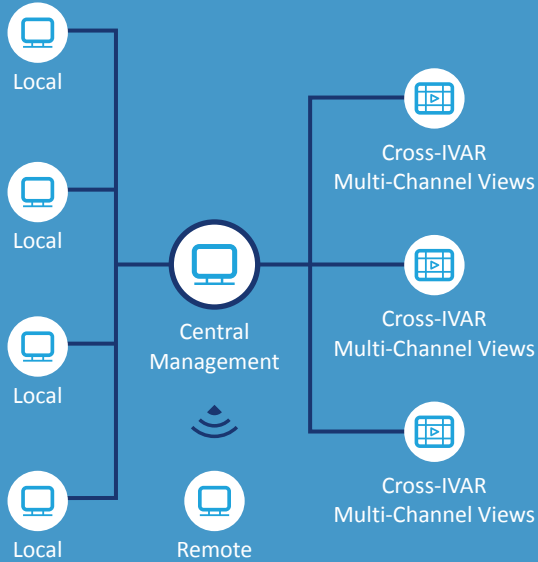 Local
Local
Local
Local
Central
Management
Remote
Cross-IVAR
Multi-Channel Views
Cross-IVAR
Multi-Channel Views
Cross-IVAR
Multi-Channel Views